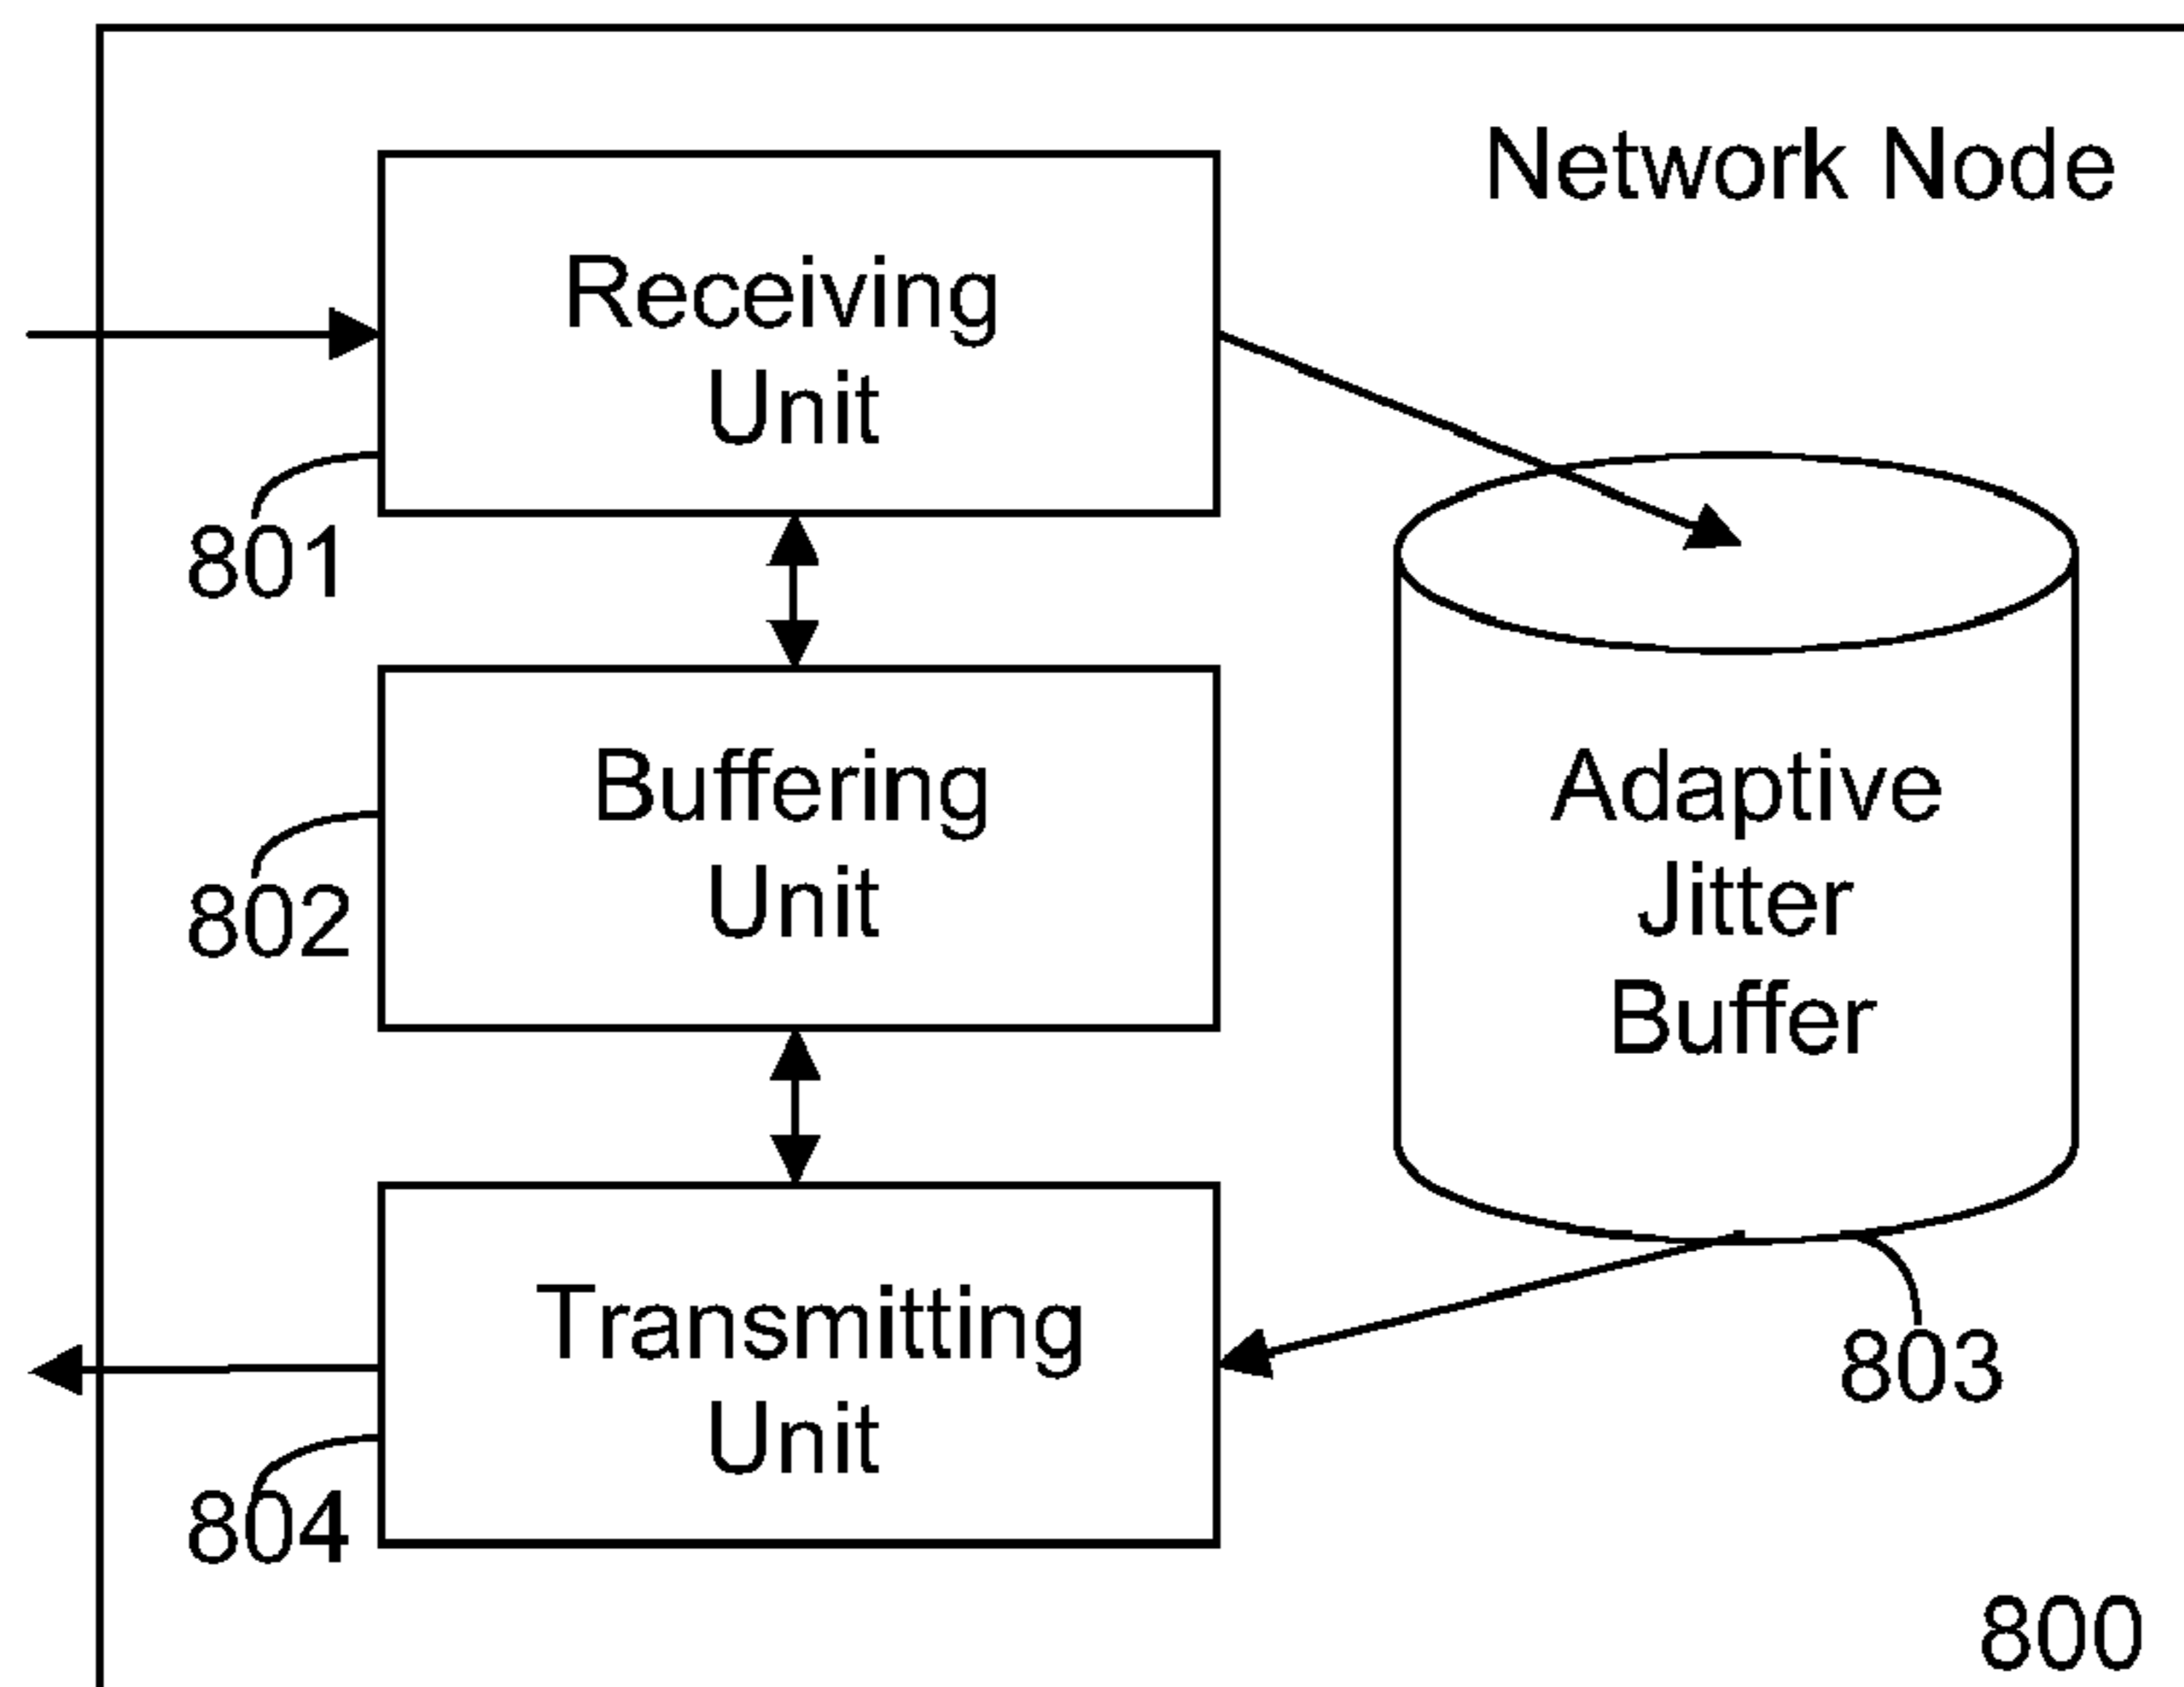 Network Node
Receiving
Unit
801
Buffering
Unit
802
Adaptive
Jitter
Buffer
803
Transmitting
Unit
804
800